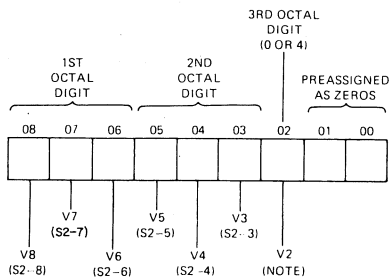 3RD OCTAL
DIGIT
(0 OR 4)
1ST
OCTAL
DIGIT
2ND
OCTAL
DIGIT
PREASSIGNED
AS ZEROS
08 07 06 05 04 03 02 01 00
V7
(S2-7)
V5
(S2-5)
V3
(S2-3)
V8
(S2-8)
V6
(S2-6)
V4
(S2-4)
V2
(NOTE)